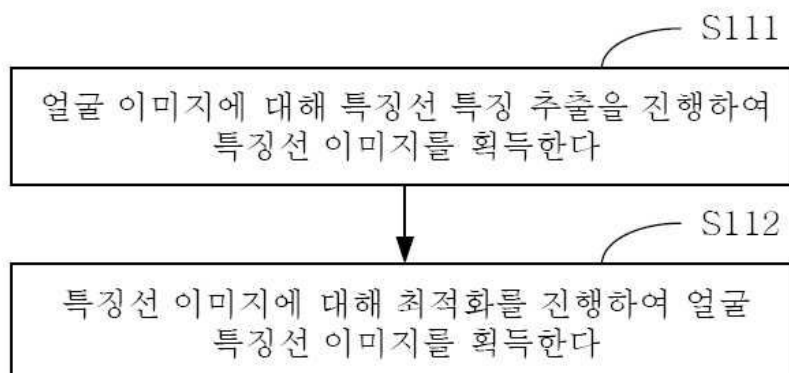 S111
얼굴 이미지에 대해 특징선 특징 추출을 진행하여
특징선 이미지를 획득한다
S112
특징선 이미지에 대해 최적화를 진행하여 얼굴
특징선 이미지를 획득한다